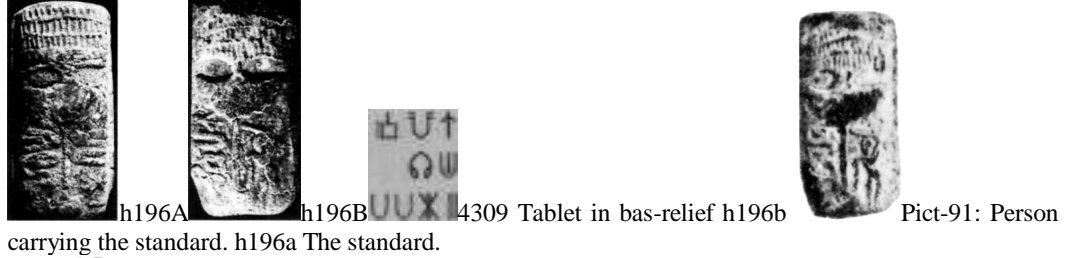 h196A h196B 4309 Tablet in bas-relief h196b Pict-91: Person
carrying the standard. h196a The standard.